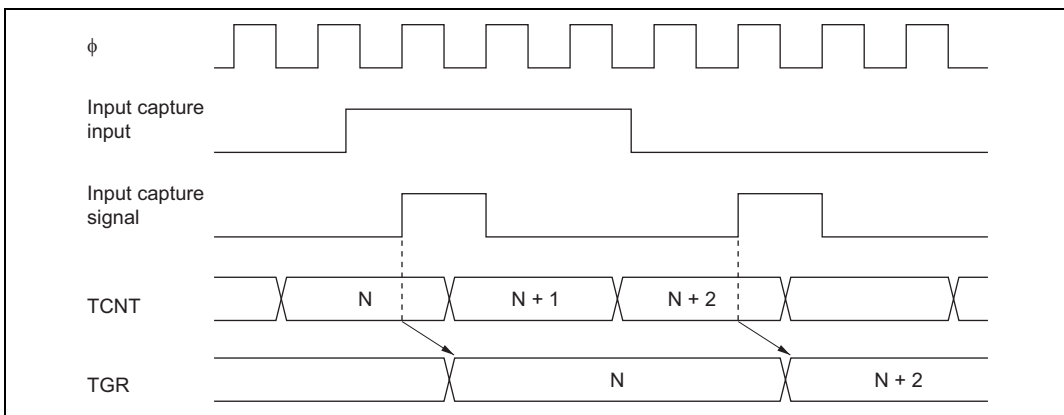 ϕ
Input capture
input
Input capture
signal
TCNT
N
N + 1
N + 2
TGR
N
N + 2